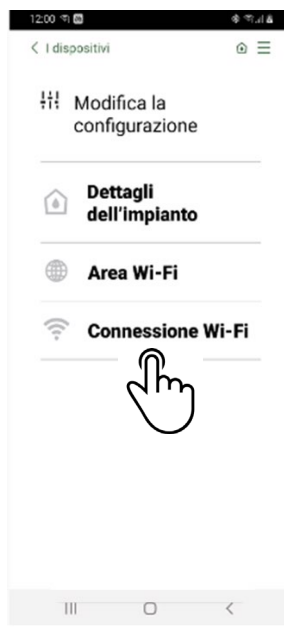 12:00
I dispositivi
Modifica la
configurazione
Dettagli
dell'impianto
Area Wi-Fi
Connessione Wi-Fi